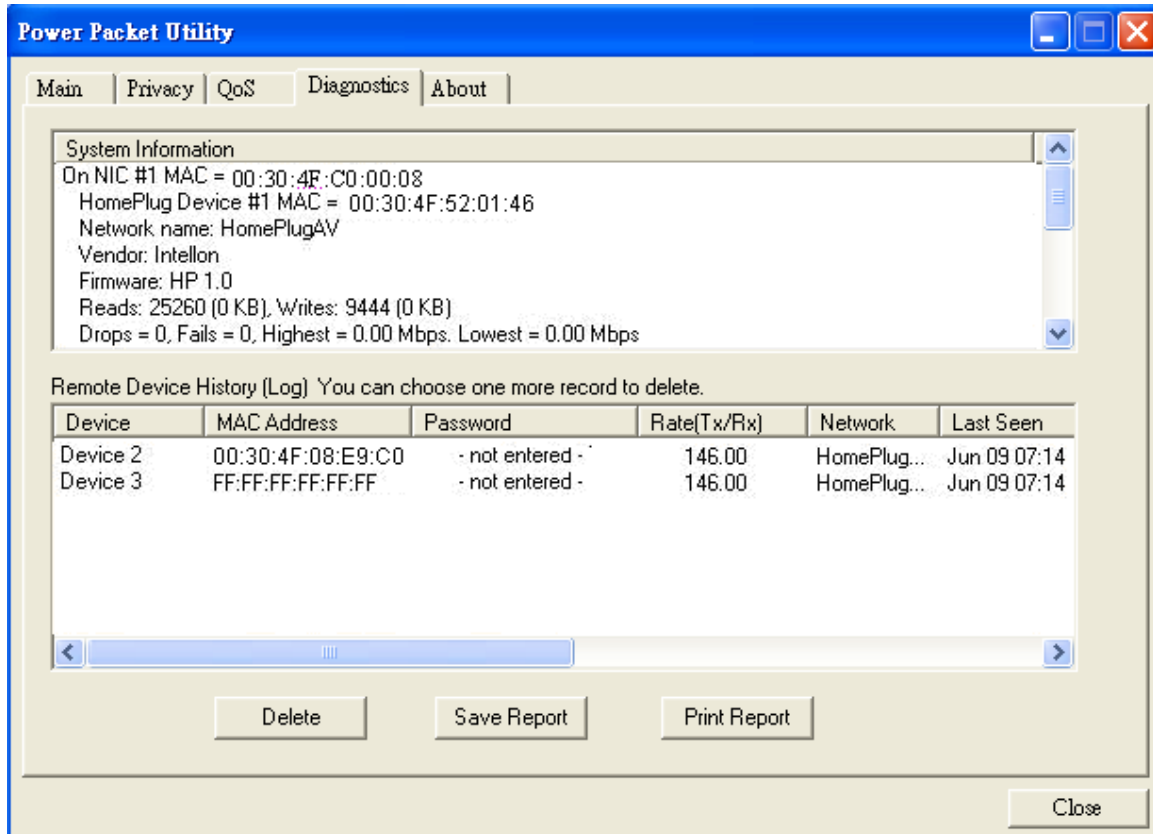 Power Packet Utility
Main Privacy QoS Diagnostics About
System Information
On NIC #1 MAC = 00:30:4F:C0:00:08
HomePlug Device #1 MAC = 00:30:4F:52:01:46
Network name: HomePlugAV
Vendor: Intellon
Firmware: HP 1.0
Reads: 25260 (0 KB), Writes: 9444 (0 KB)
Drops = 0, Fails = 0, Highest = 0.00 Mbps. Lowest = 0.00 Mbps
Remote Device History (Log) You can choose one more record to delete.
Device MAC Address Password Rate(Tx/Rx) Network Last Seen
Device 2 00:30:4F:08:E9:C0 - not entered - 146.00 HomePlug... Jun 09 07:14
Device 3 FF:FF:FF:FF:FF:FF - not entered - 146.00 HomePlug... Jun 09 07:14
Delete Save Report Print Report
Close